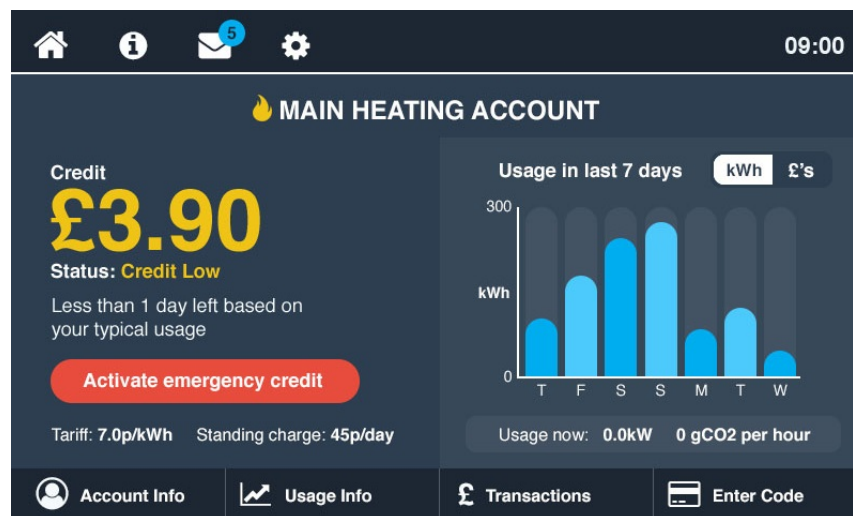 5
09:00
MAIN HEATING ACCOUNT
Credit
£3.90
Status: Credit Low
Less than 1 day left based on
your typical usage
Activate emergency credit
Tariff: 7.0p/kWh Standing charge: 45p/day
Usage in last 7 days kWh £'s
300
kWh
0
T F S S M T W
Usage now: 0.0kW 0 gCO2 per hour
Account Info Usage Info £ Transactions Enter Code